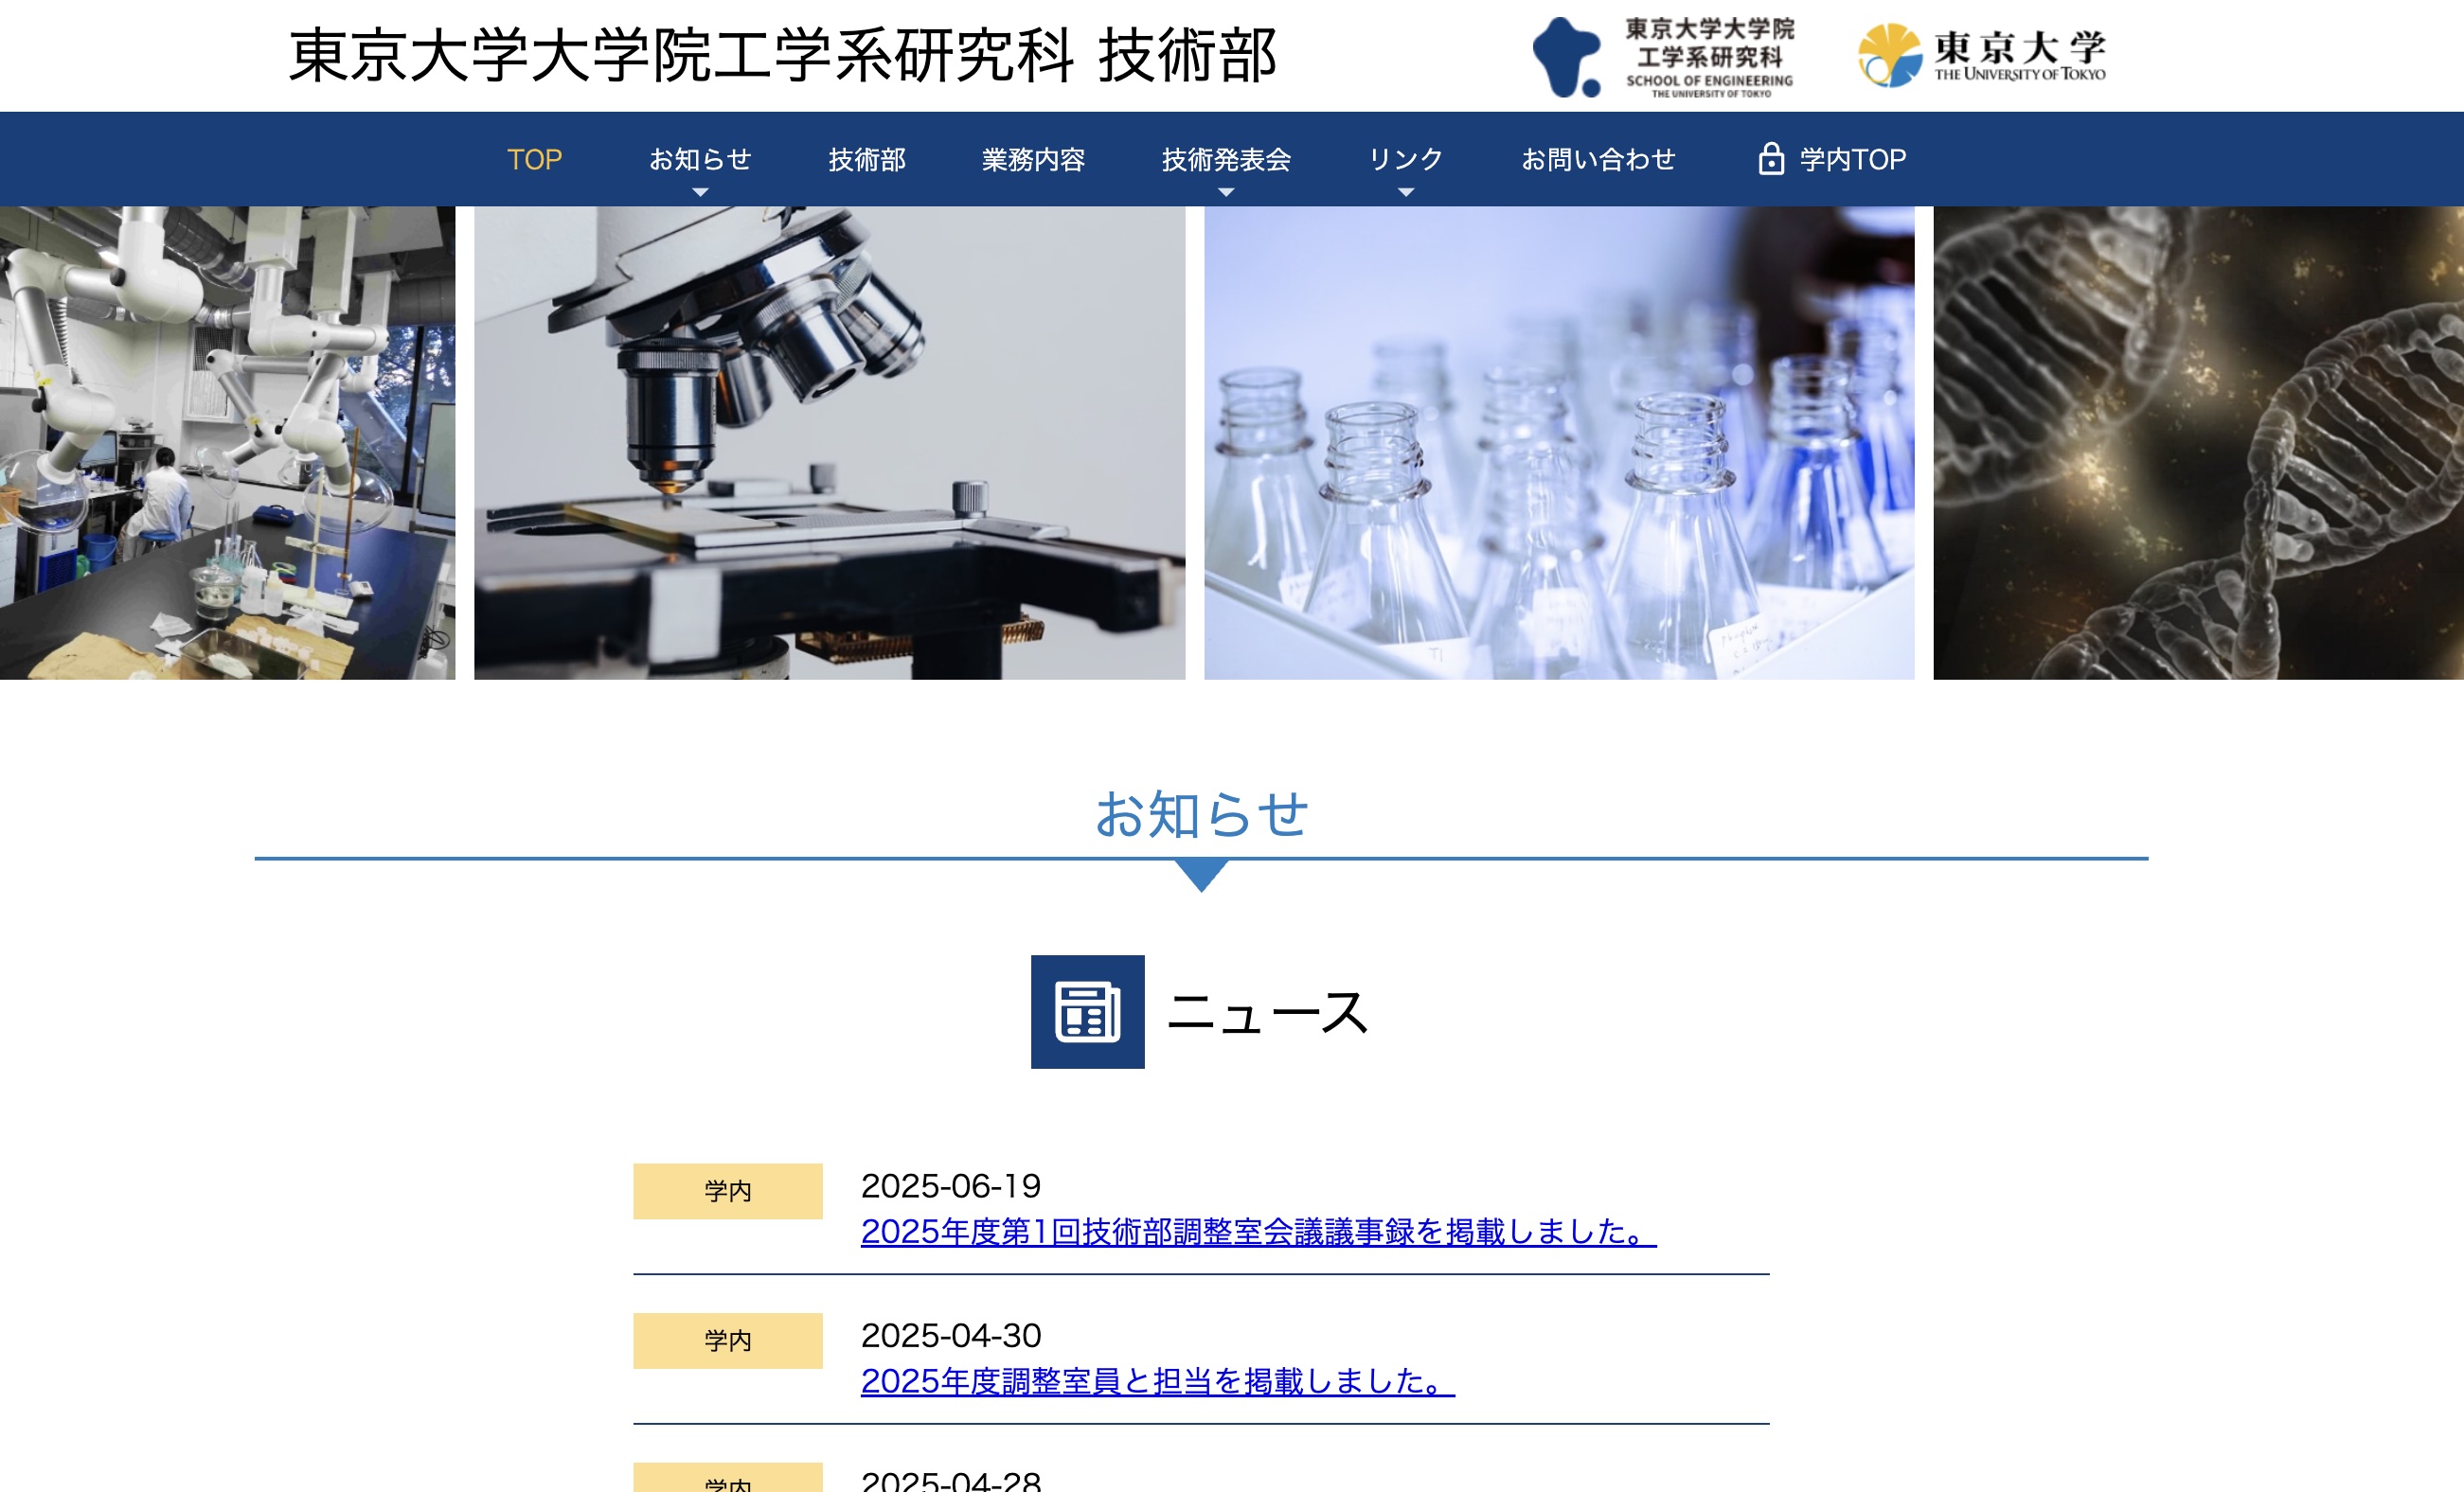 東京大学大学院工学系研究科 技術部
東京大学大学院
工学系研究科
SCHOOL OF ENGINEERING
THE UNIVERSITY OF TOKYO
東京大学
THE UNIVERSITY OF TOKYO
TOP
お知らせ
技術部
業務内容
技術発表会
リンク
お問い合わせ
学内TOP
お知らせ
ニュース
学内
2025-06-19
2025年度第1回技術部調整室会議議事録を掲載しました。
学内
2025-04-30
2025年度調整室員と担当を掲載しました。
学内
2025-04-28